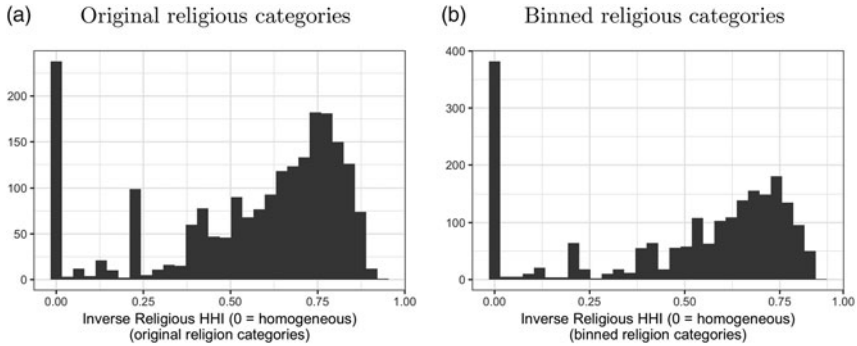 (a) Original religious categories
200
150
100
50
0
0.00 0.25 0.50 0.75 1.00
Inverse Religious HHI (0 = homogeneous)
(original religion categories)
(b) Binned religious categories
400
300
200
100
0
0.00 0.25 0.50 0.75 1.00
Inverse Religious HHI (0 = homogeneous)
(binned religion categories)